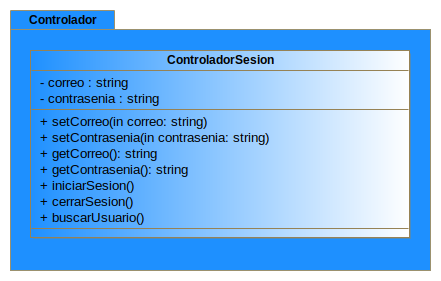 Controlador
ControladorSesion
- correo : string
- contrasenia : string
+ setCorreo(in correo: string)
+ setContrasenia(in contrasenia: string)
+ getCorreo(): string
+ getContrasenia(): string
+ iniciarSesion()
+ cerrarSesion()
+ buscarUsuario()